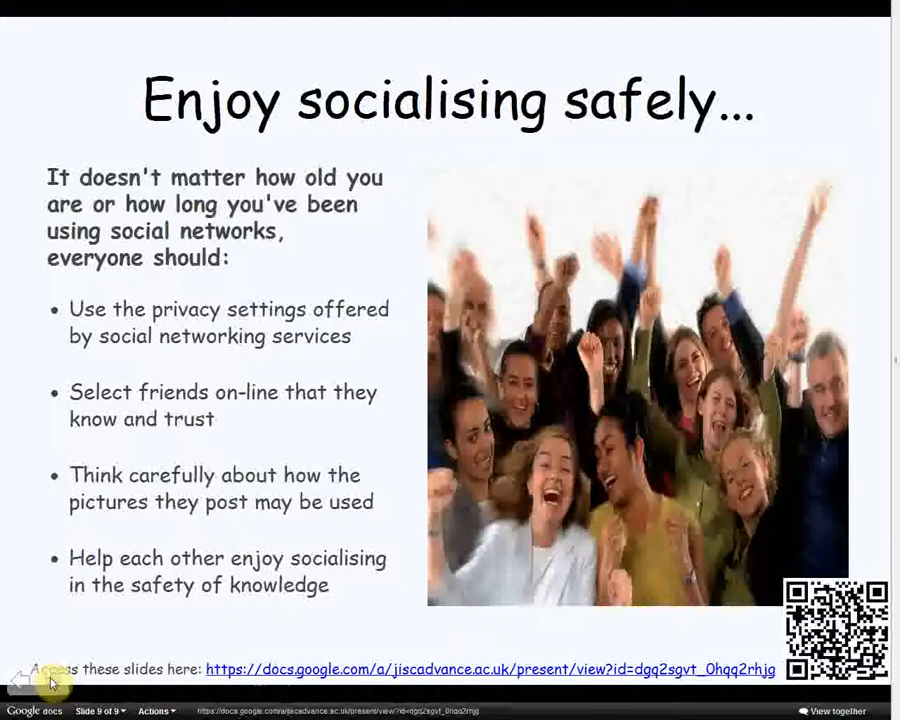 Enjoy socialising safely...
It doesn't matter how old you
are or how long you've been
using social networks,
everyone should:
• Use the privacy settings offered
by social networking services
• Select friends on-line that they
know and trust
• Think carefully about how the
pictures they post may be used
• Help each other enjoy socialising
in the safety of knowledge
Access these slides here: https://docs.google.com/a/jiscadvance.ac.uk/present/view?id=dgq2sgvt_0hqq2rhjg
Google docs Slide 9 of 9 Actions https://docs.google.com/a/jiscadvance.ac.uk/present/view?id=dgq2sgvt_0hqq2rhjg View together